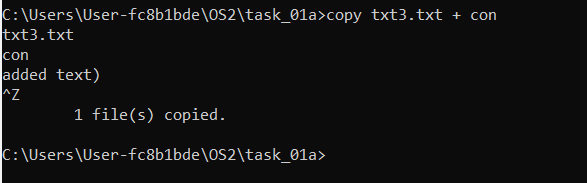 C:\Users\User-fc8b1bde\OS2\task_01a>copy txt3.txt + con
txt3.txt
con
added text)
^Z
        1 file(s) copied.
C:\Users\User-fc8b1bde\OS2\task_01a>